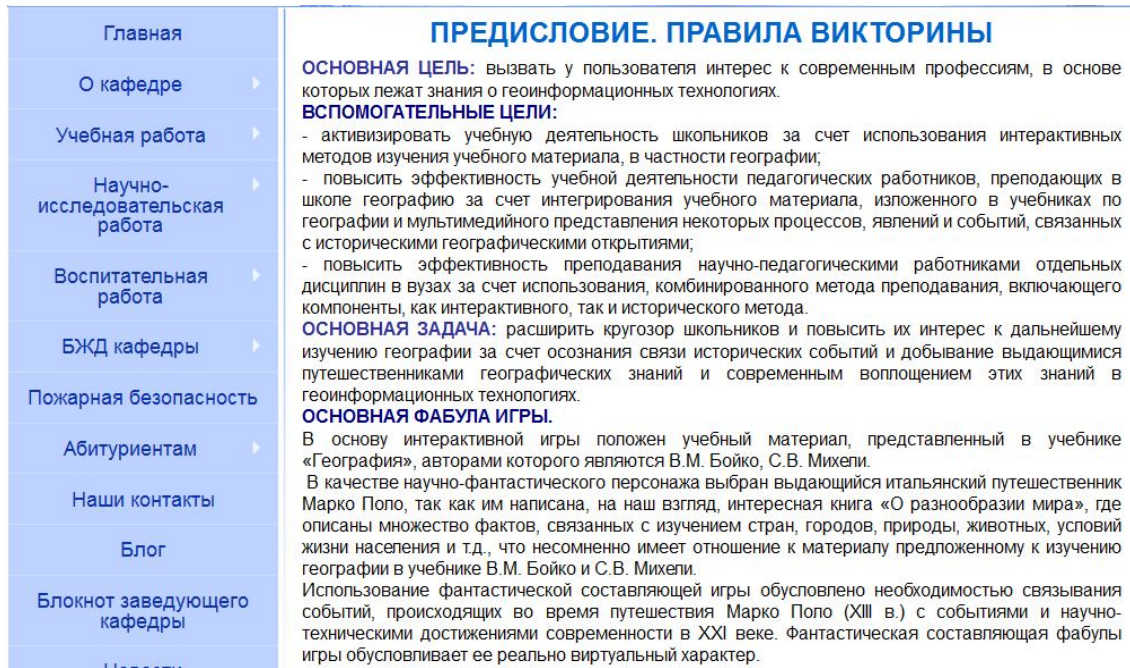 Главная
О кафедре
Учебная работа
Научно-
исследовательская
работа
Воспитательная
работа
БЖД кафедры
Пожарная безопасность
Абитуриентам
Наши контакты
Блог
Блокнот заведующего
кафедры
Новости
ПРЕДИСЛОВИЕ. ПРАВИЛА ВИКТОРИНЫ
ОСНОВНАЯ ЦЕЛЬ: вызвать у пользователя интерес к современным профессиям, в основе
которых лежат знания о геоинформационных технологиях.
ВСПОМОГАТЕЛЬНЫЕ ЦЕЛИ:
- активизировать учебную деятельность школьников за счет использования интерактивных
методов изучения учебного материала, в частности географии;
- повысить эффективность учебной деятельности педагогических работников, преподающих в
школе географию за счет интегрирования учебного материала, изложенного в учебниках по
географии и мультимедийного представления некоторых процессов, явлений и событий, связанных
с историческими географическими открытиями;
- повысить эффективность преподавания научно-педагогическими работниками отдельных
дисциплин в вузах за счет использования, комбинированного метода преподавания, включающего
компоненты, как интерактивного, так и исторического метода.
ОСНОВНАЯ ЗАДАЧА: расширить кругозор школьников и повысить их интерес к дальнейшему
изучению географии за счет осознания связи исторических событий и добывание выдающимися
путешественниками географических знаний и современным воплощением этих знаний в
геоинформационных технологиях.
ОСНОВНАЯ ФАБУЛА ИГРЫ.
В основу интерактивной игры положен учебный материал, представленный в учебнике
«География», авторами которого являются В.М. Бойко, С.В. Михели.
В качестве научно-фантастического персонажа выбран выдающийся итальянский путешественник
Марко Поло, так как им написана, на наш взгляд, интересная книга «О разнообразии мира», где
описаны множество фактов, связанных с изучением стран, городов, природы, животных, условий
жизни населения и т.д., что несомненно имеет отношение к материалу предложенному к изучению
географии в учебнике В.М. Бойко и С.В. Михели.
Использование фантастической составляющей игры обусловлено необходимостью связывания
событий, происходящих во время путешествия Марко Поло (XIII в.) с событиями и научно-
техническими достижениями современности в XXI веке. Фантастическая составляющая фабулы
игры обусловливает ее реально виртуальный характер.